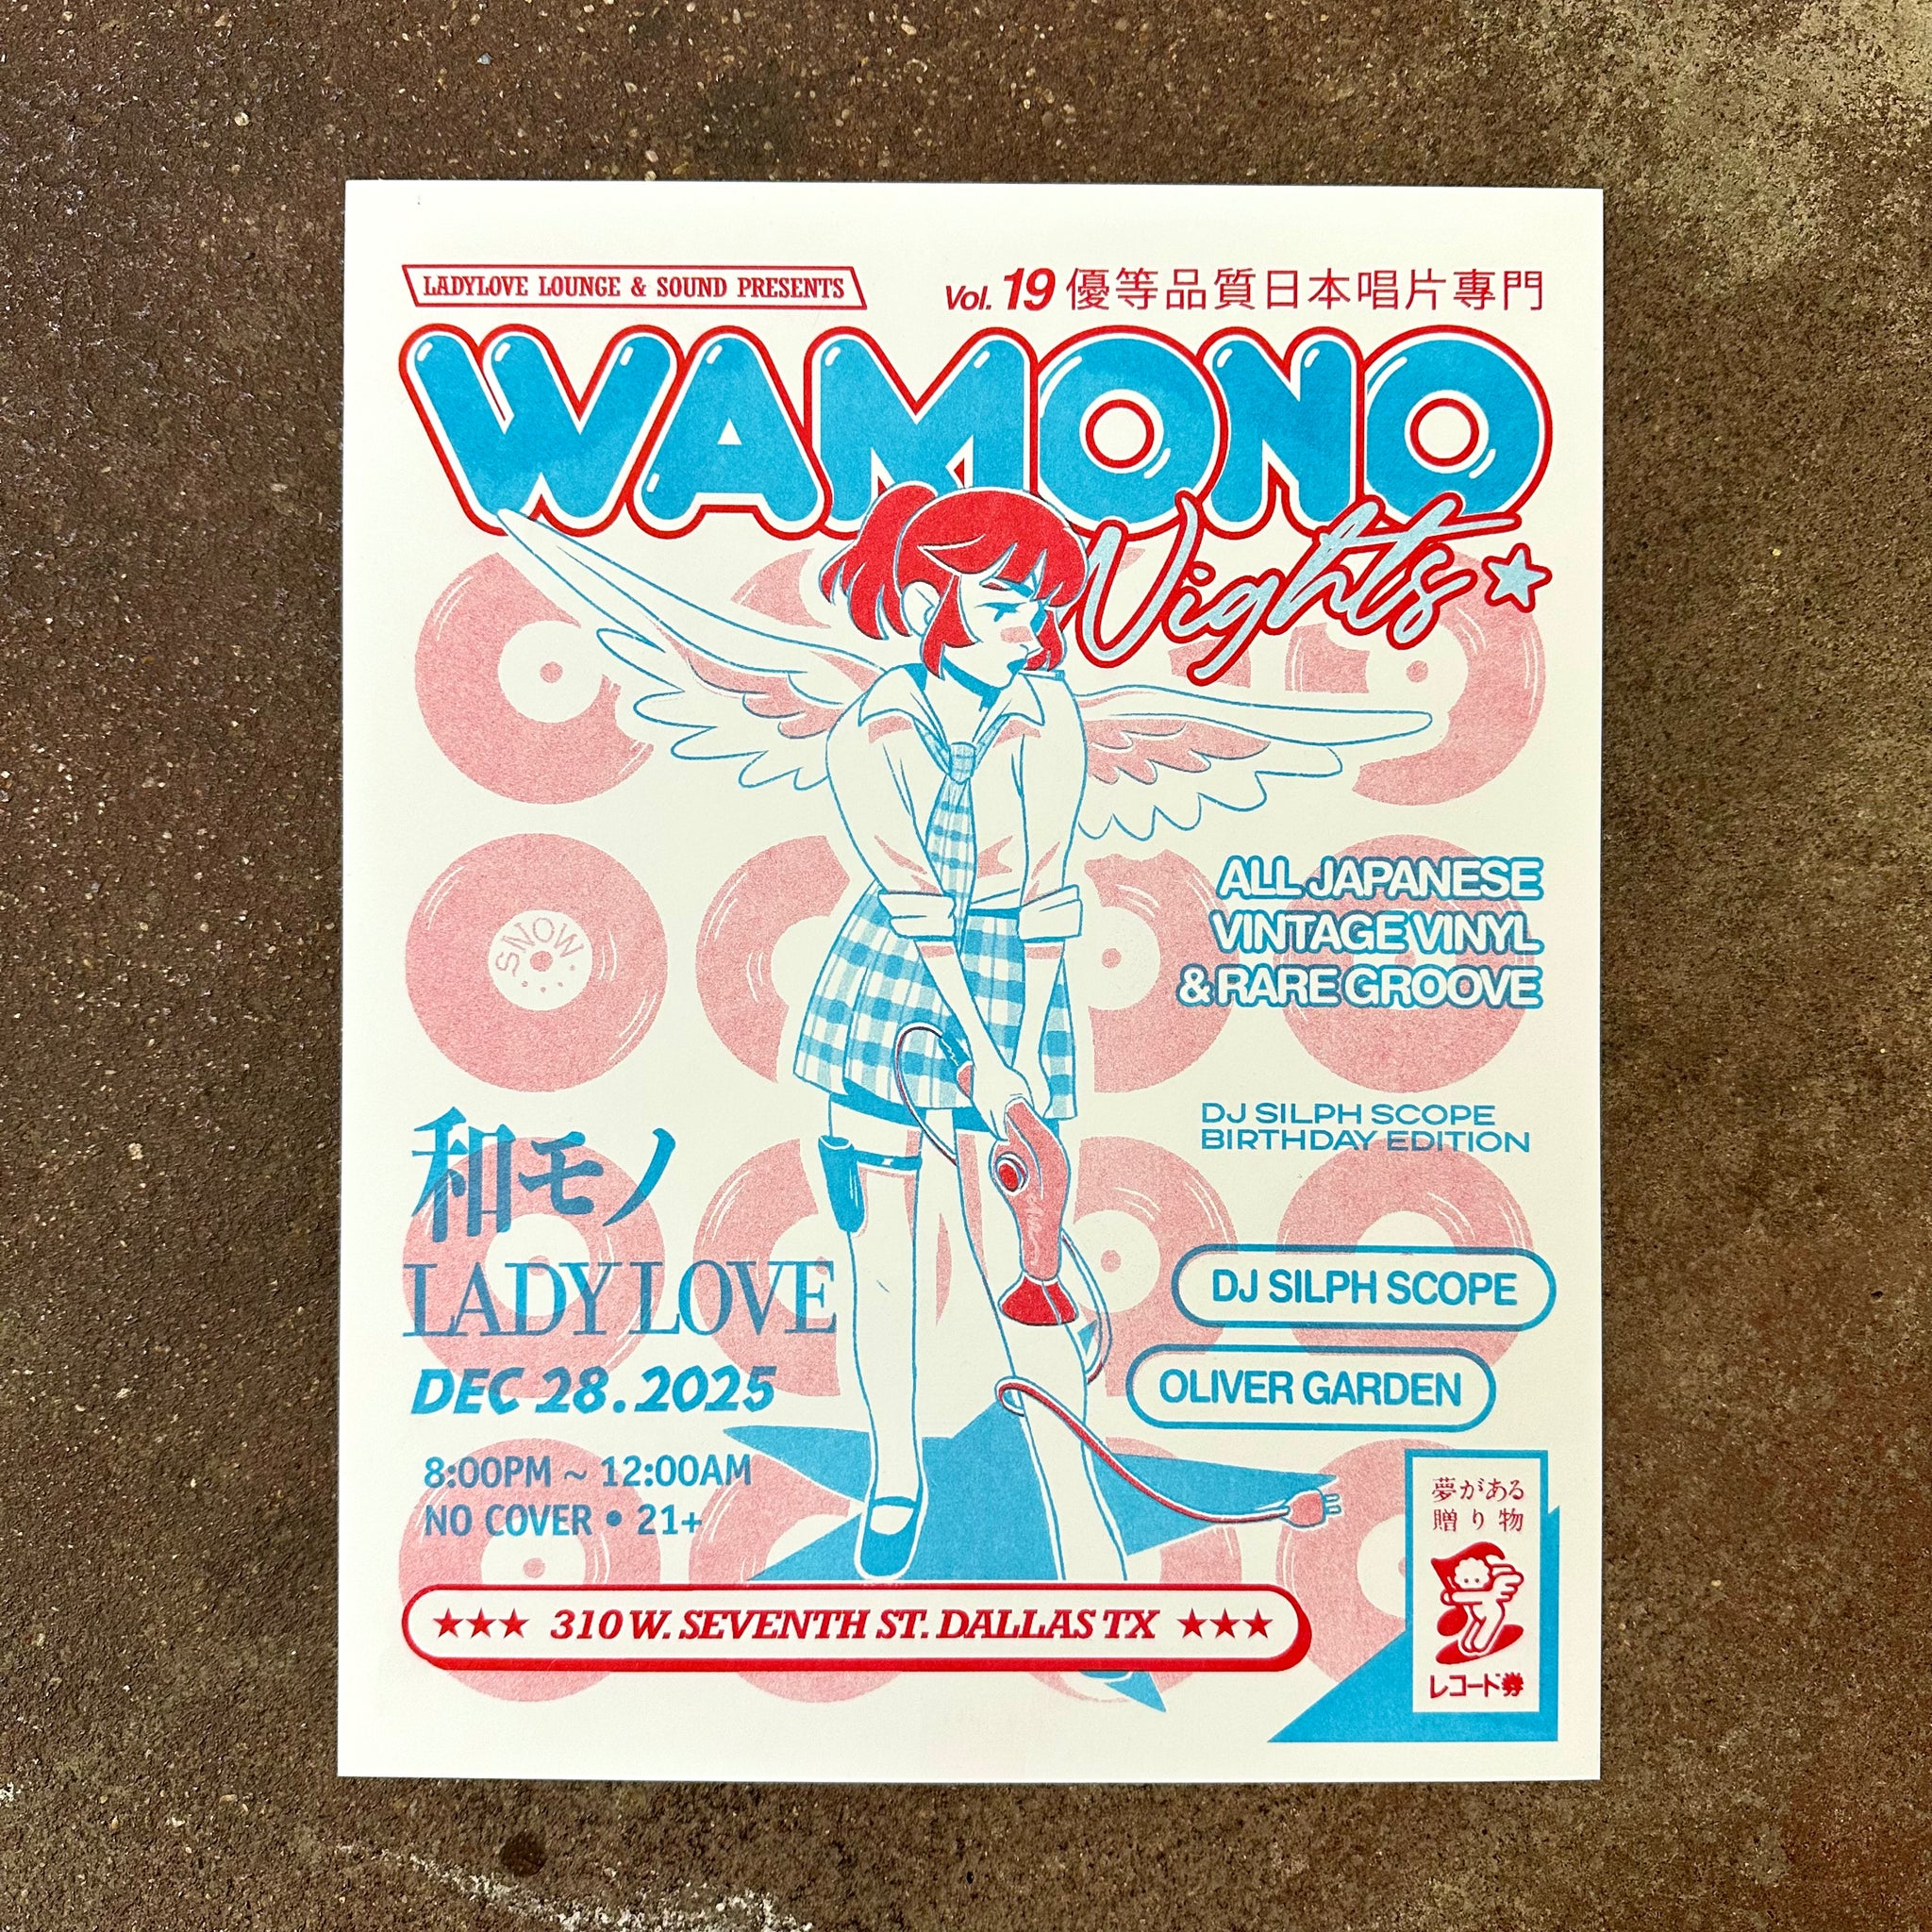 LADYLOVE LOUNGE & SOUND PRESENTS
Vol. 19 優等品質日本唱片專門
WAMONO
Nights
SNOW
ALL JAPANESE
VINTAGE VINYL
& RARE GROOVE
DJ SILPH SCOPE
BIRTHDAY EDITION
和モノ
LADY LOVE
DEC 28.2025
8:00PM ~ 12:00AM
NO COVER • 21+
DJ SILPH SCOPE
OLIVER GARDEN
夢がある
贈り物
レコード券
★★★ 310 W. SEVENTH ST. DALLAS TX ★★★